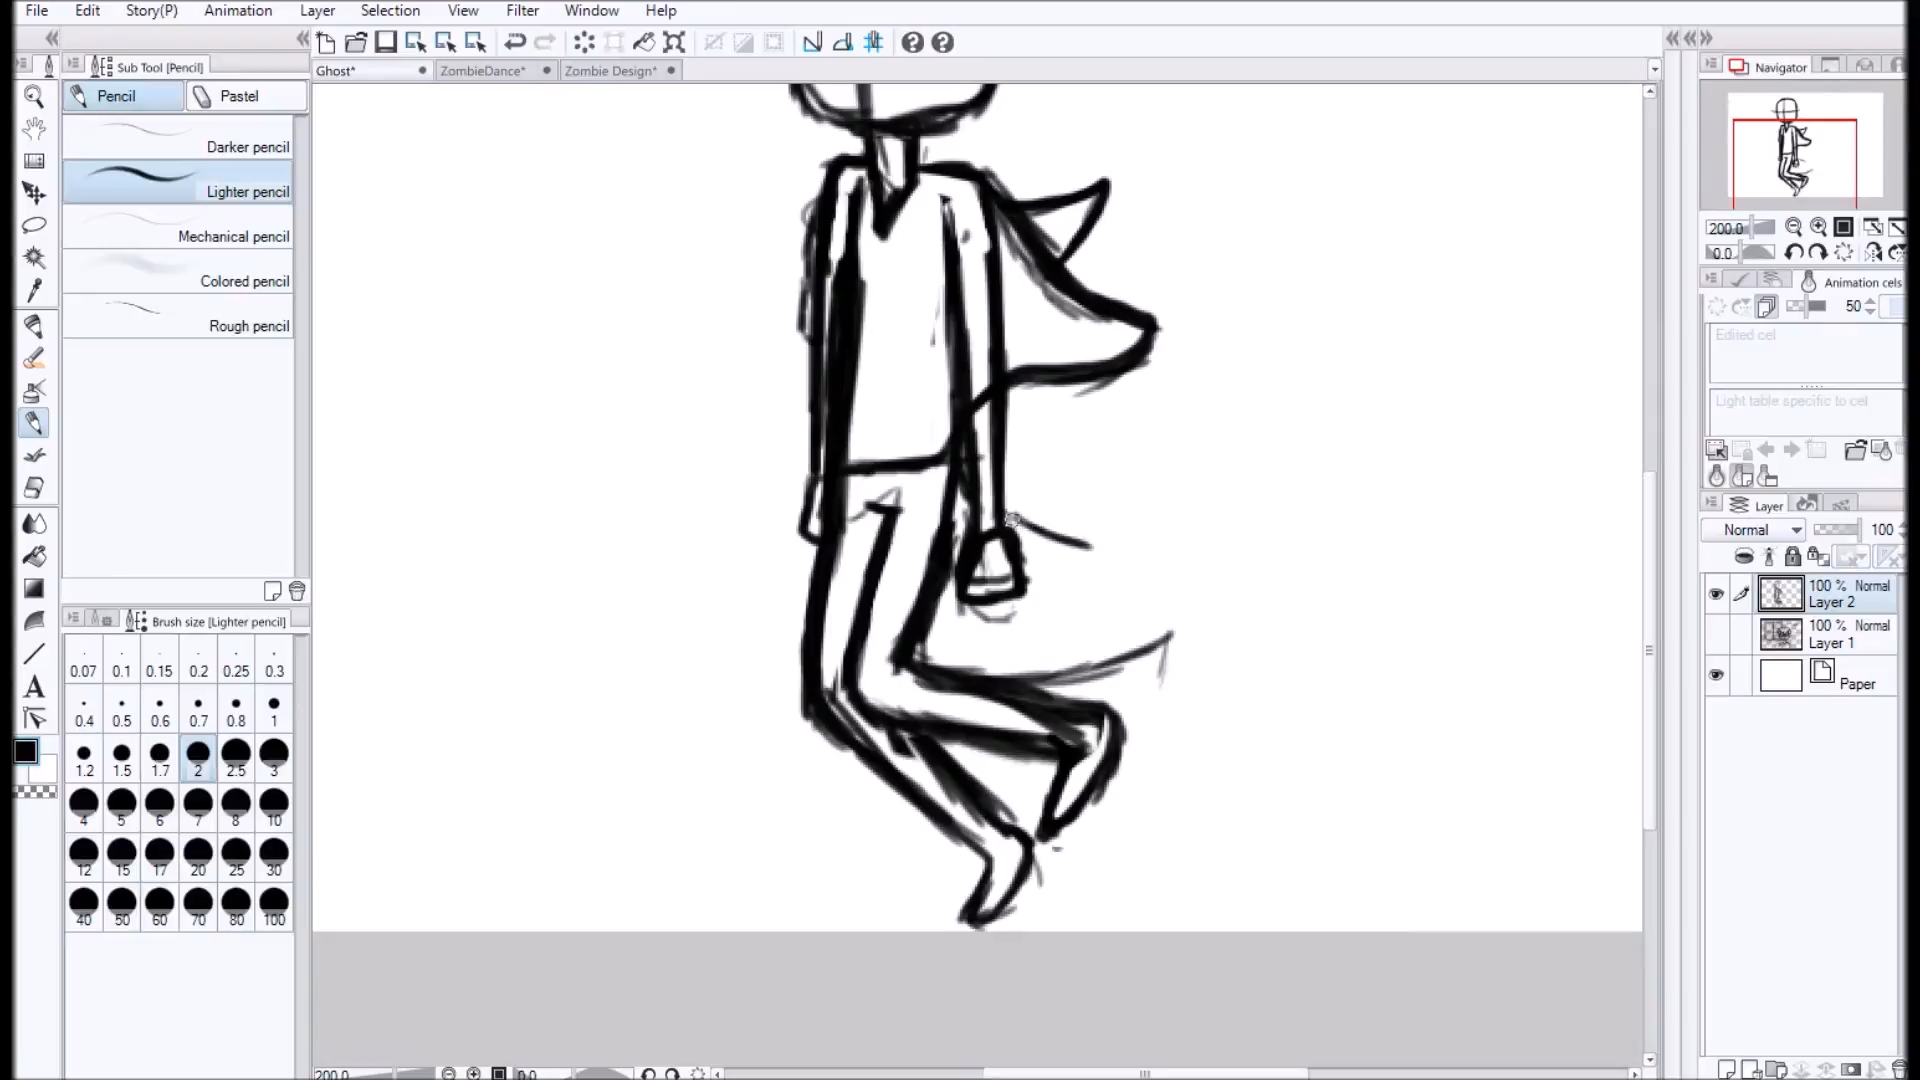 File Edit Story(P) Animation Layer Selection View Filter Window Help
Sub Tool [Pencil]
Ghost* ZombieDance* Zombie Design*
Pencil Pastel
Darker pencil
Lighter pencil
Mechanical pencil
Colored pencil
Rough pencil
Brush size [Lighter pencil]
0.07 0.1 0.15 0.2 0.25 0.3
0.4 0.5 0.6 0.7 0.8 1
1.2 1.5 1.7 2 2.5 3
4 5 6 7 8 10
12 15 17 20 25 30
40 50 60 70 80 100
200.0 0.0
Navigator
200.0
0.0
Animation cels
50
Edited cel
Light table specific to cel
Layer
Normal 100
100 % Normal
Layer 2
100 % Normal
Layer 1
Paper